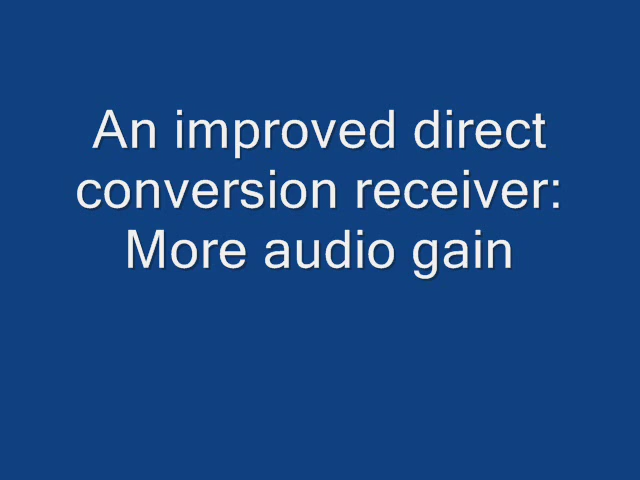 An improved direct
conversion receiver:
More audio gain